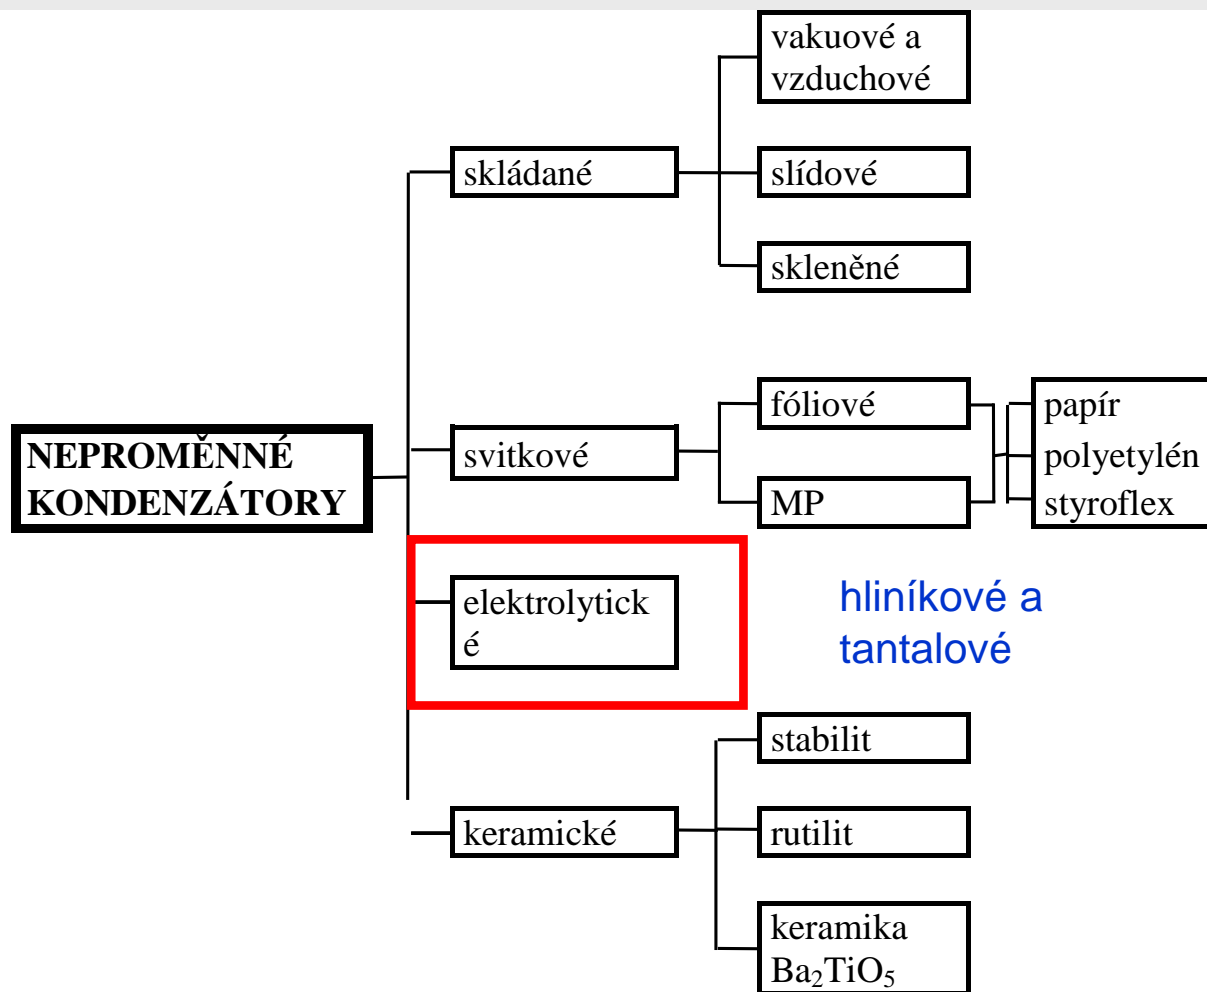 vakuové a
vzduchové
skládané
slídové
skleněné
fóliové
papír
NEPROMĚNNÉ
KONDENZÁTORY
svitkové
polyetylén
MP
styroflex
elektrolytick
é
hliníkové a
tantalové
stabilit
keramické
rutilit
keramika
Ba₂TiO₅